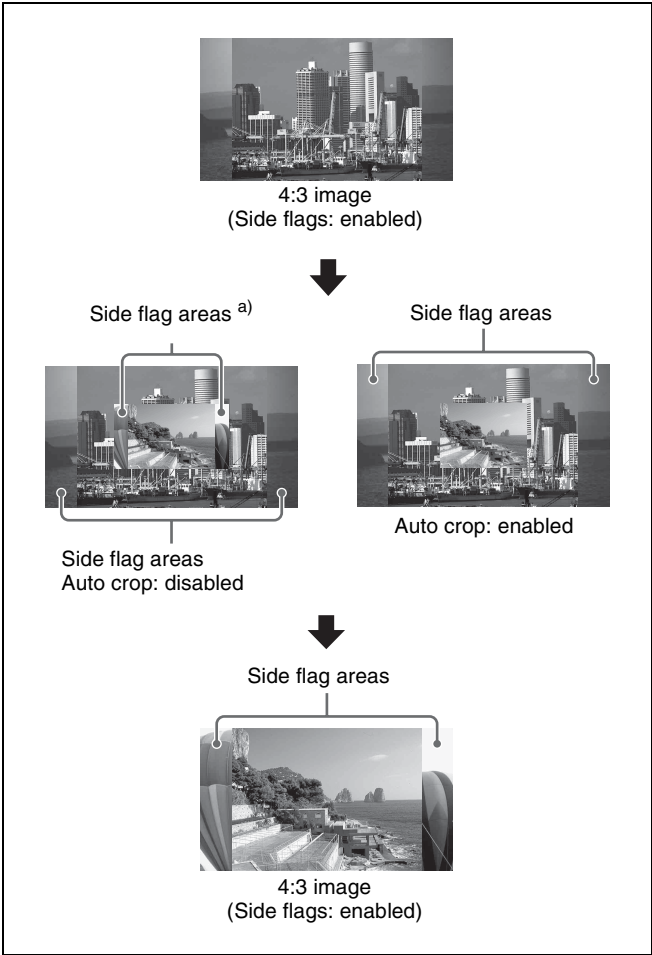 4:3 image
(Side flags: enabled)
Side flag areas a)
Side flag areas
Side flag areas
Auto crop: disabled
Auto crop: enabled
Side flag areas
4:3 image
(Side flags: enabled)